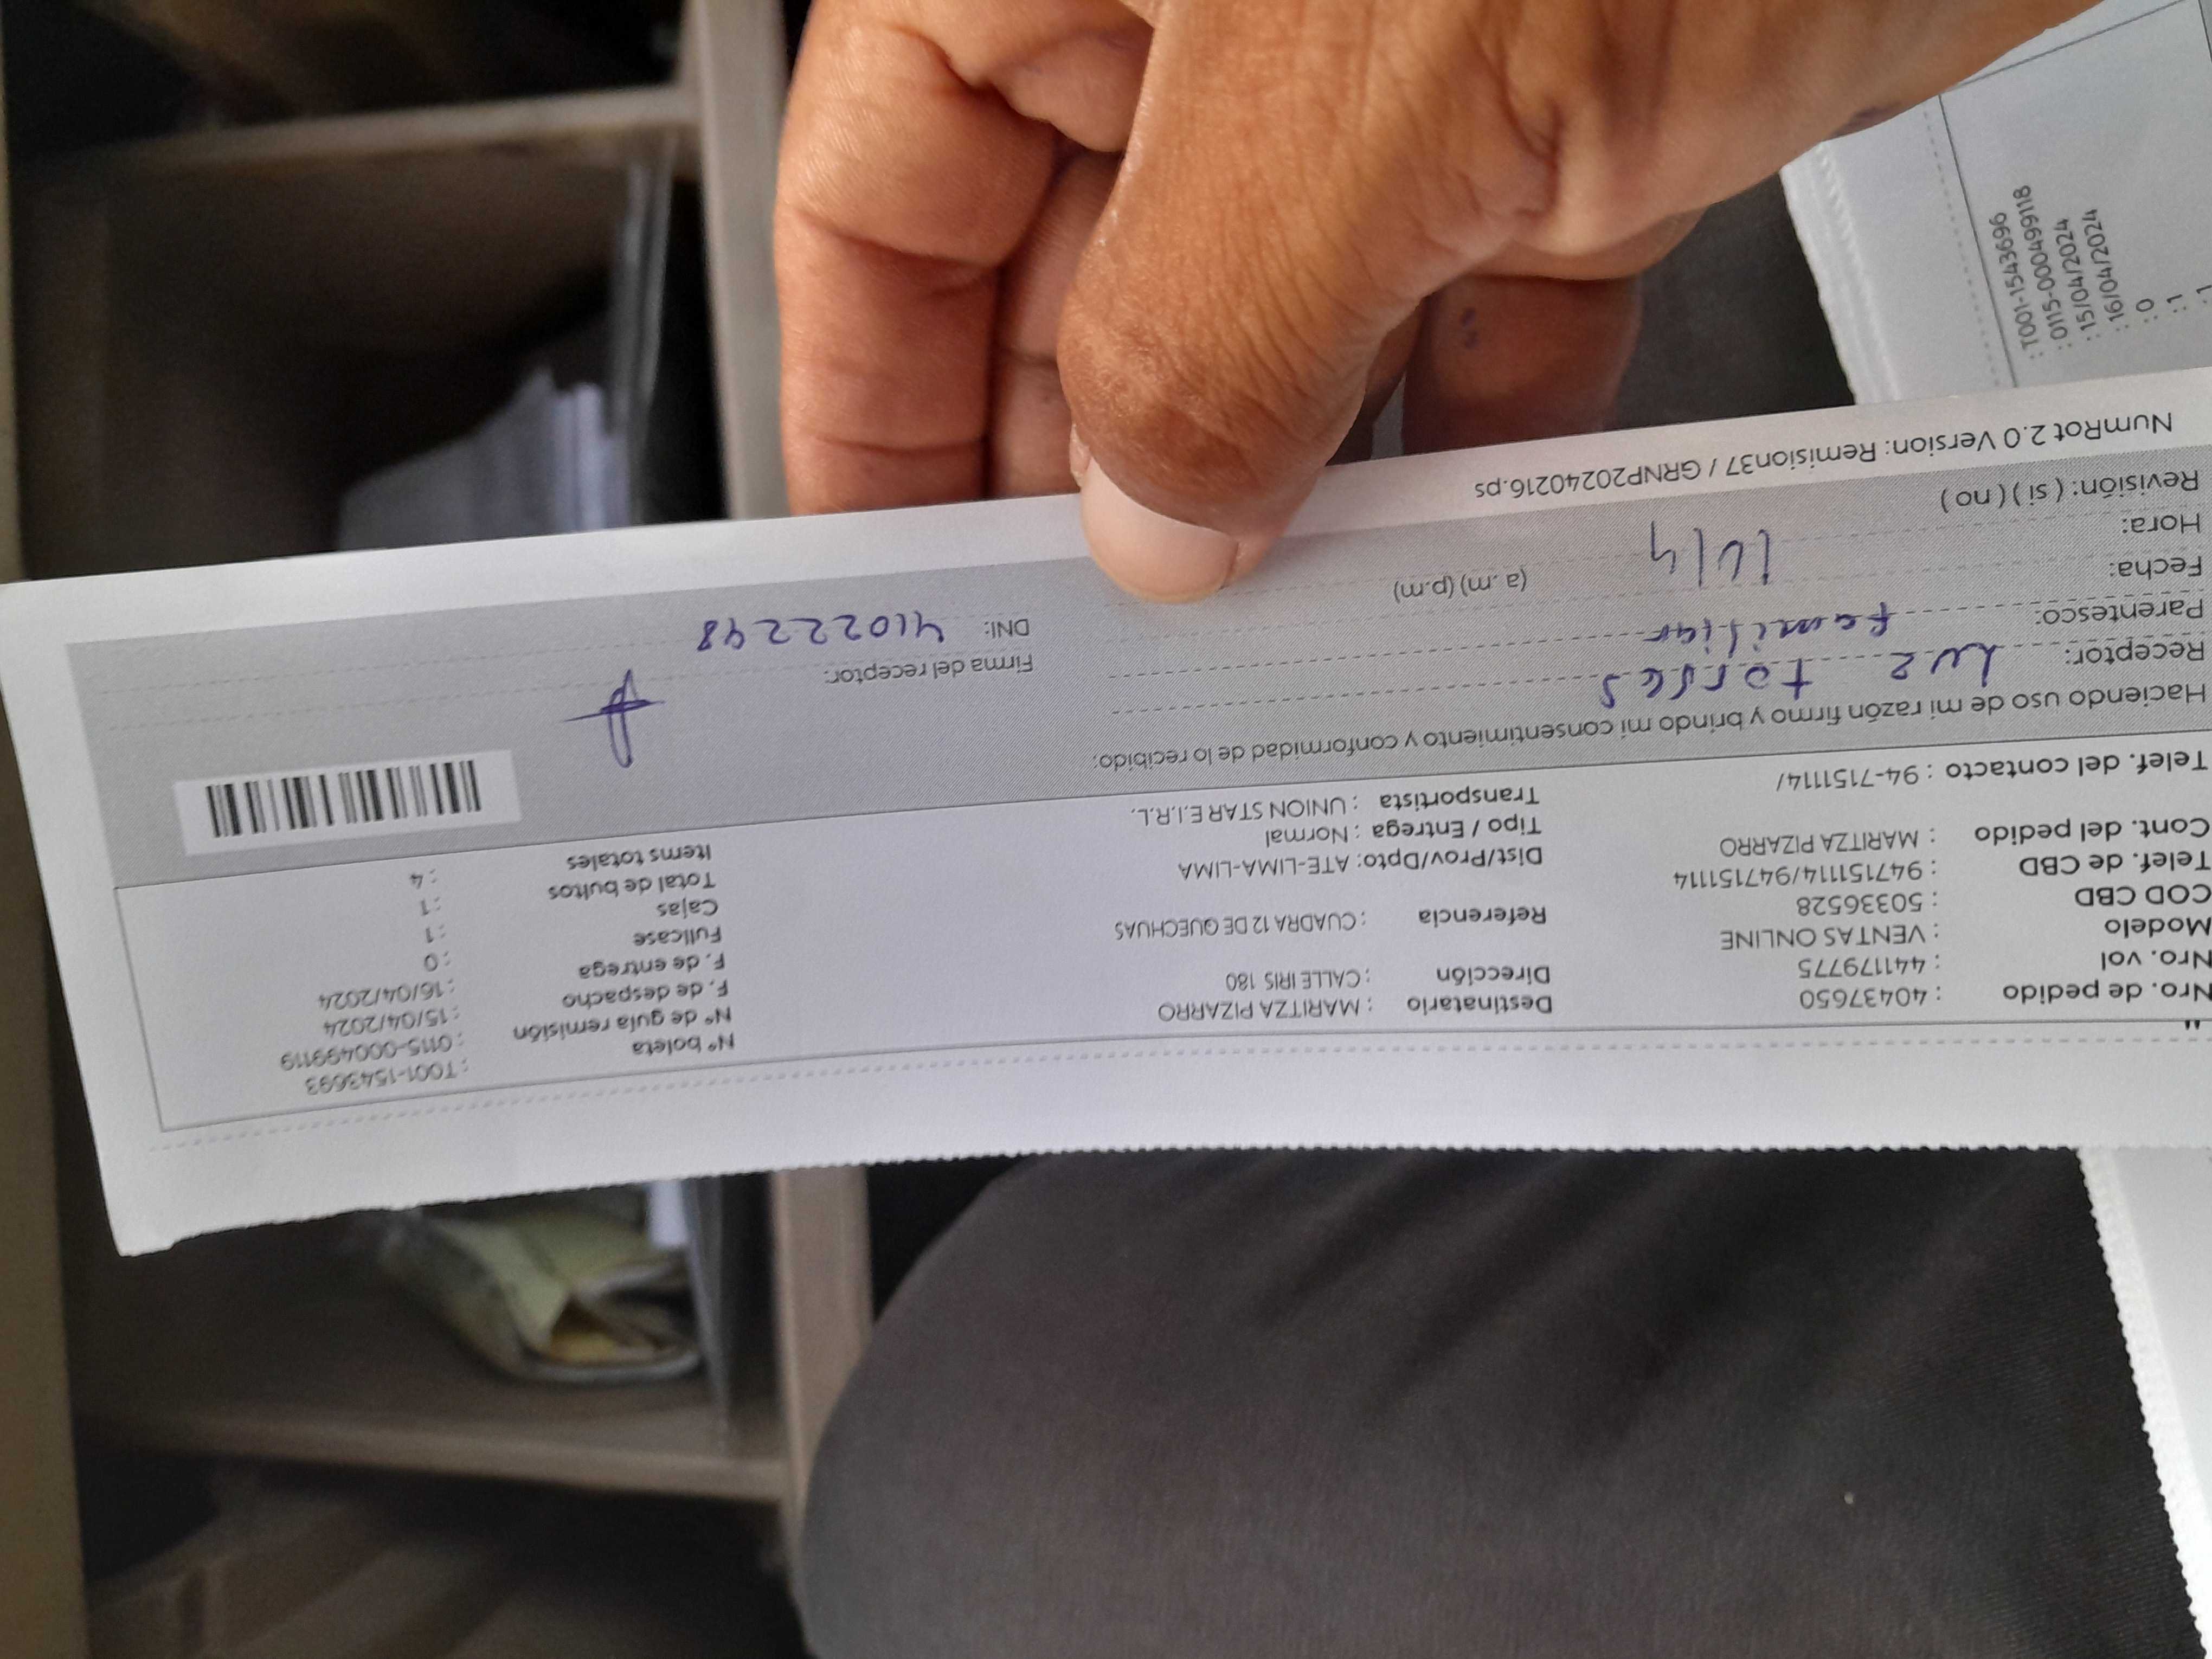 Nro. de pedido : 40437650
Nro. vol : 441179775
Modelo : VENTAS ONLINE
COD CBD : 50336528
Telef. de CBD : 947151114/947151114
Cont. del pedido : MARITZA PIZARRO
Telef. del contacto : 94-7151114/
Destinatario : MARITZA PIZARRO
Dirección : CALLE IRIS 180
Referencia : CUADRA 12 DE QUECHUAS
Dist/Prov/Dpto: ATE-LIMA-LIMA
Tipo / Entrega : Normal
Transportista : UNION STAR E.I.R.L.
N° boleta : T001-1543693
N° de guía remisión : 0115-000499119
F. de despacho : 15/04/2024
F. de entrega : 16/04/2024
Fullcase : 0
Cajas : 1
Total de bultos : 1
Items totales : 4
Haciendo uso de mi razón firmo y brindo mi consentimiento y conformidad de lo recibido.
Receptor: Luz torres
Parentesco: familiar
Fecha: 16/4
Hora: (a. m) (p.m)
Revisión: ( si ) ( no )
Firma del receptor:
DNI: 41022248
NumRot 2.0 Version: Remision37 / GRNP20240216.ps
: T001-1543696
: 0115-000499118
: 15/04/2024
: 16/04/2024
: 0
: 1
: 1